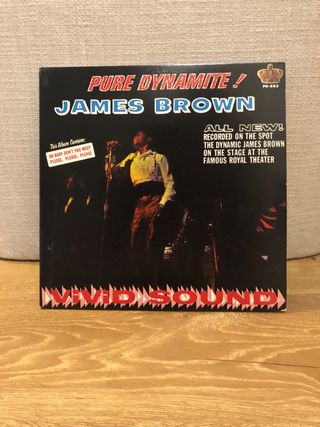 PURE DYNAMITE!
JAMES BROWN
This Album Contains:
OH BABY DON'T YOU WEEP
PLEASE, PLEASE, PLEASE
ALL NEW!
RECORDED ON THE SPOT
THE DYNAMIC JAMES BROWN
ON THE STAGE AT THE
FAMOUS ROYAL THEATER
ViViD SOUND